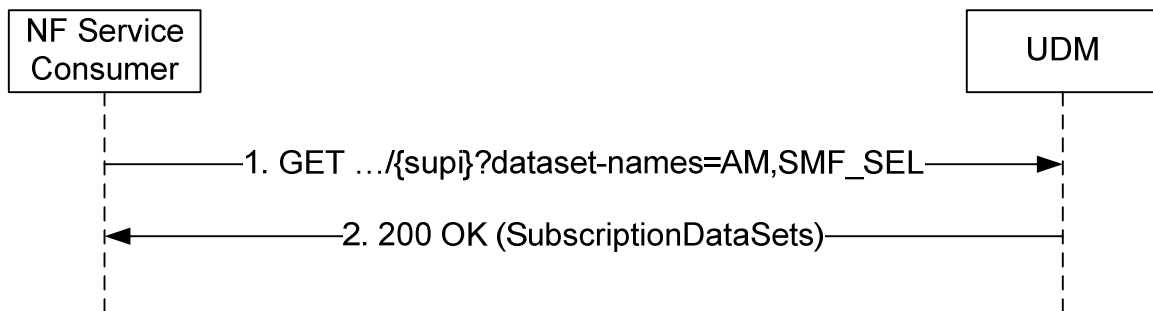 NF Service
Consumer
UDM
1. GET …/{supi}?dataset-names=AM,SMF_SEL
2. 200 OK (SubscriptionDataSets)